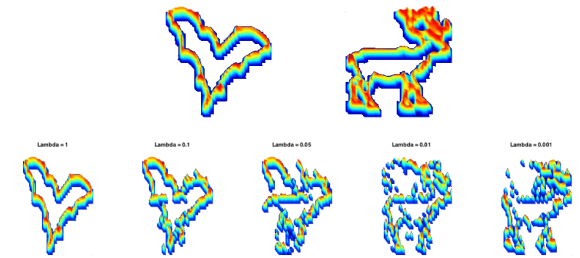 Lambda = 1
Lambda = 0.1
Lambda = 0.05
Lambda = 0.01
Lambda = 0.001